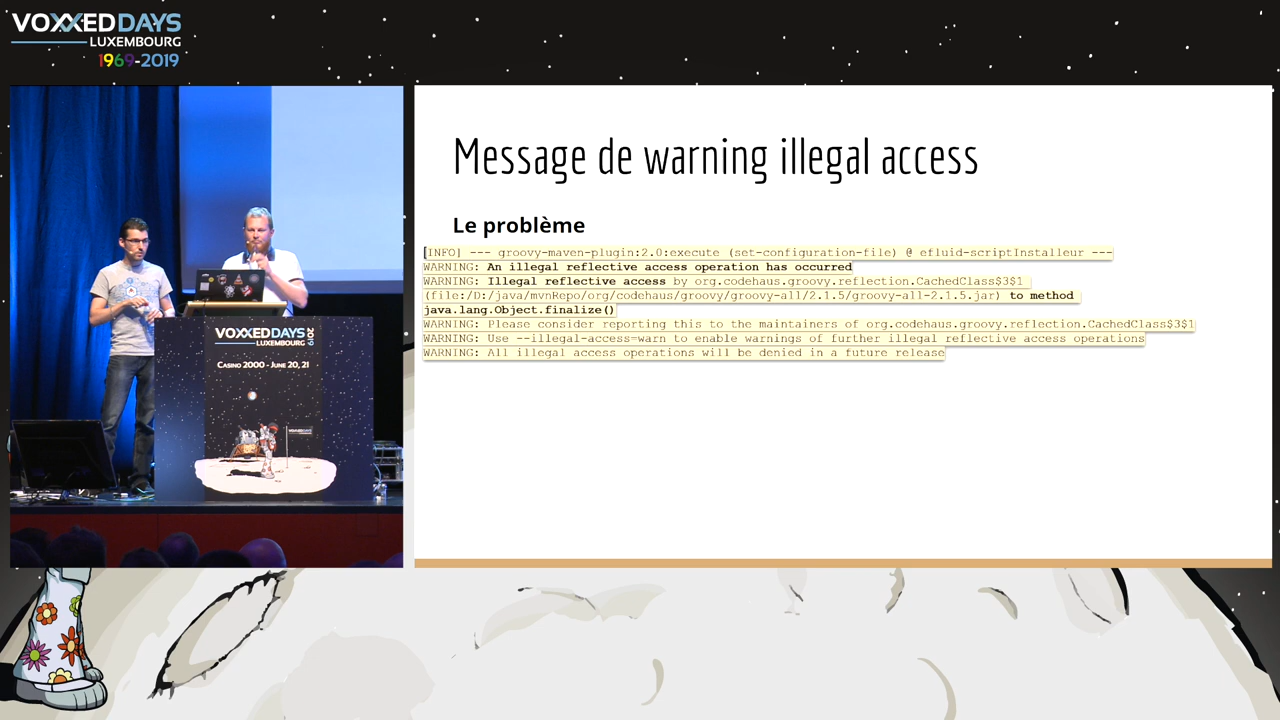 VOXXEDDAYS
LUXEMBOURG
1969-2019
Message de warning illegal access
Le problème
[INFO] --- groovy-maven-plugin:2.0:execute (set-configuration-file) @ efluid-scriptInstalleur ---
WARNING: An illegal reflective access operation has occurred
WARNING: Illegal reflective access by org.codehaus.groovy.reflection.CachedClass$3$1
(file:/D:/java/mvnRepo/org/codehaus/groovy/groovy-all/2.1.5/groovy-all-2.1.5.jar) to method
java.lang.Object.finalize()
WARNING: Please consider reporting this to the maintainers of org.codehaus.groovy.reflection.CachedClass$3$1
WARNING: Use --illegal-access=warn to enable warnings of further illegal reflective access operations
WARNING: All illegal access operations will be denied in a future release
VOXXEDDAYS
LUXEMBOURG
2019
CASINO 2000 - JUNE 20, 21